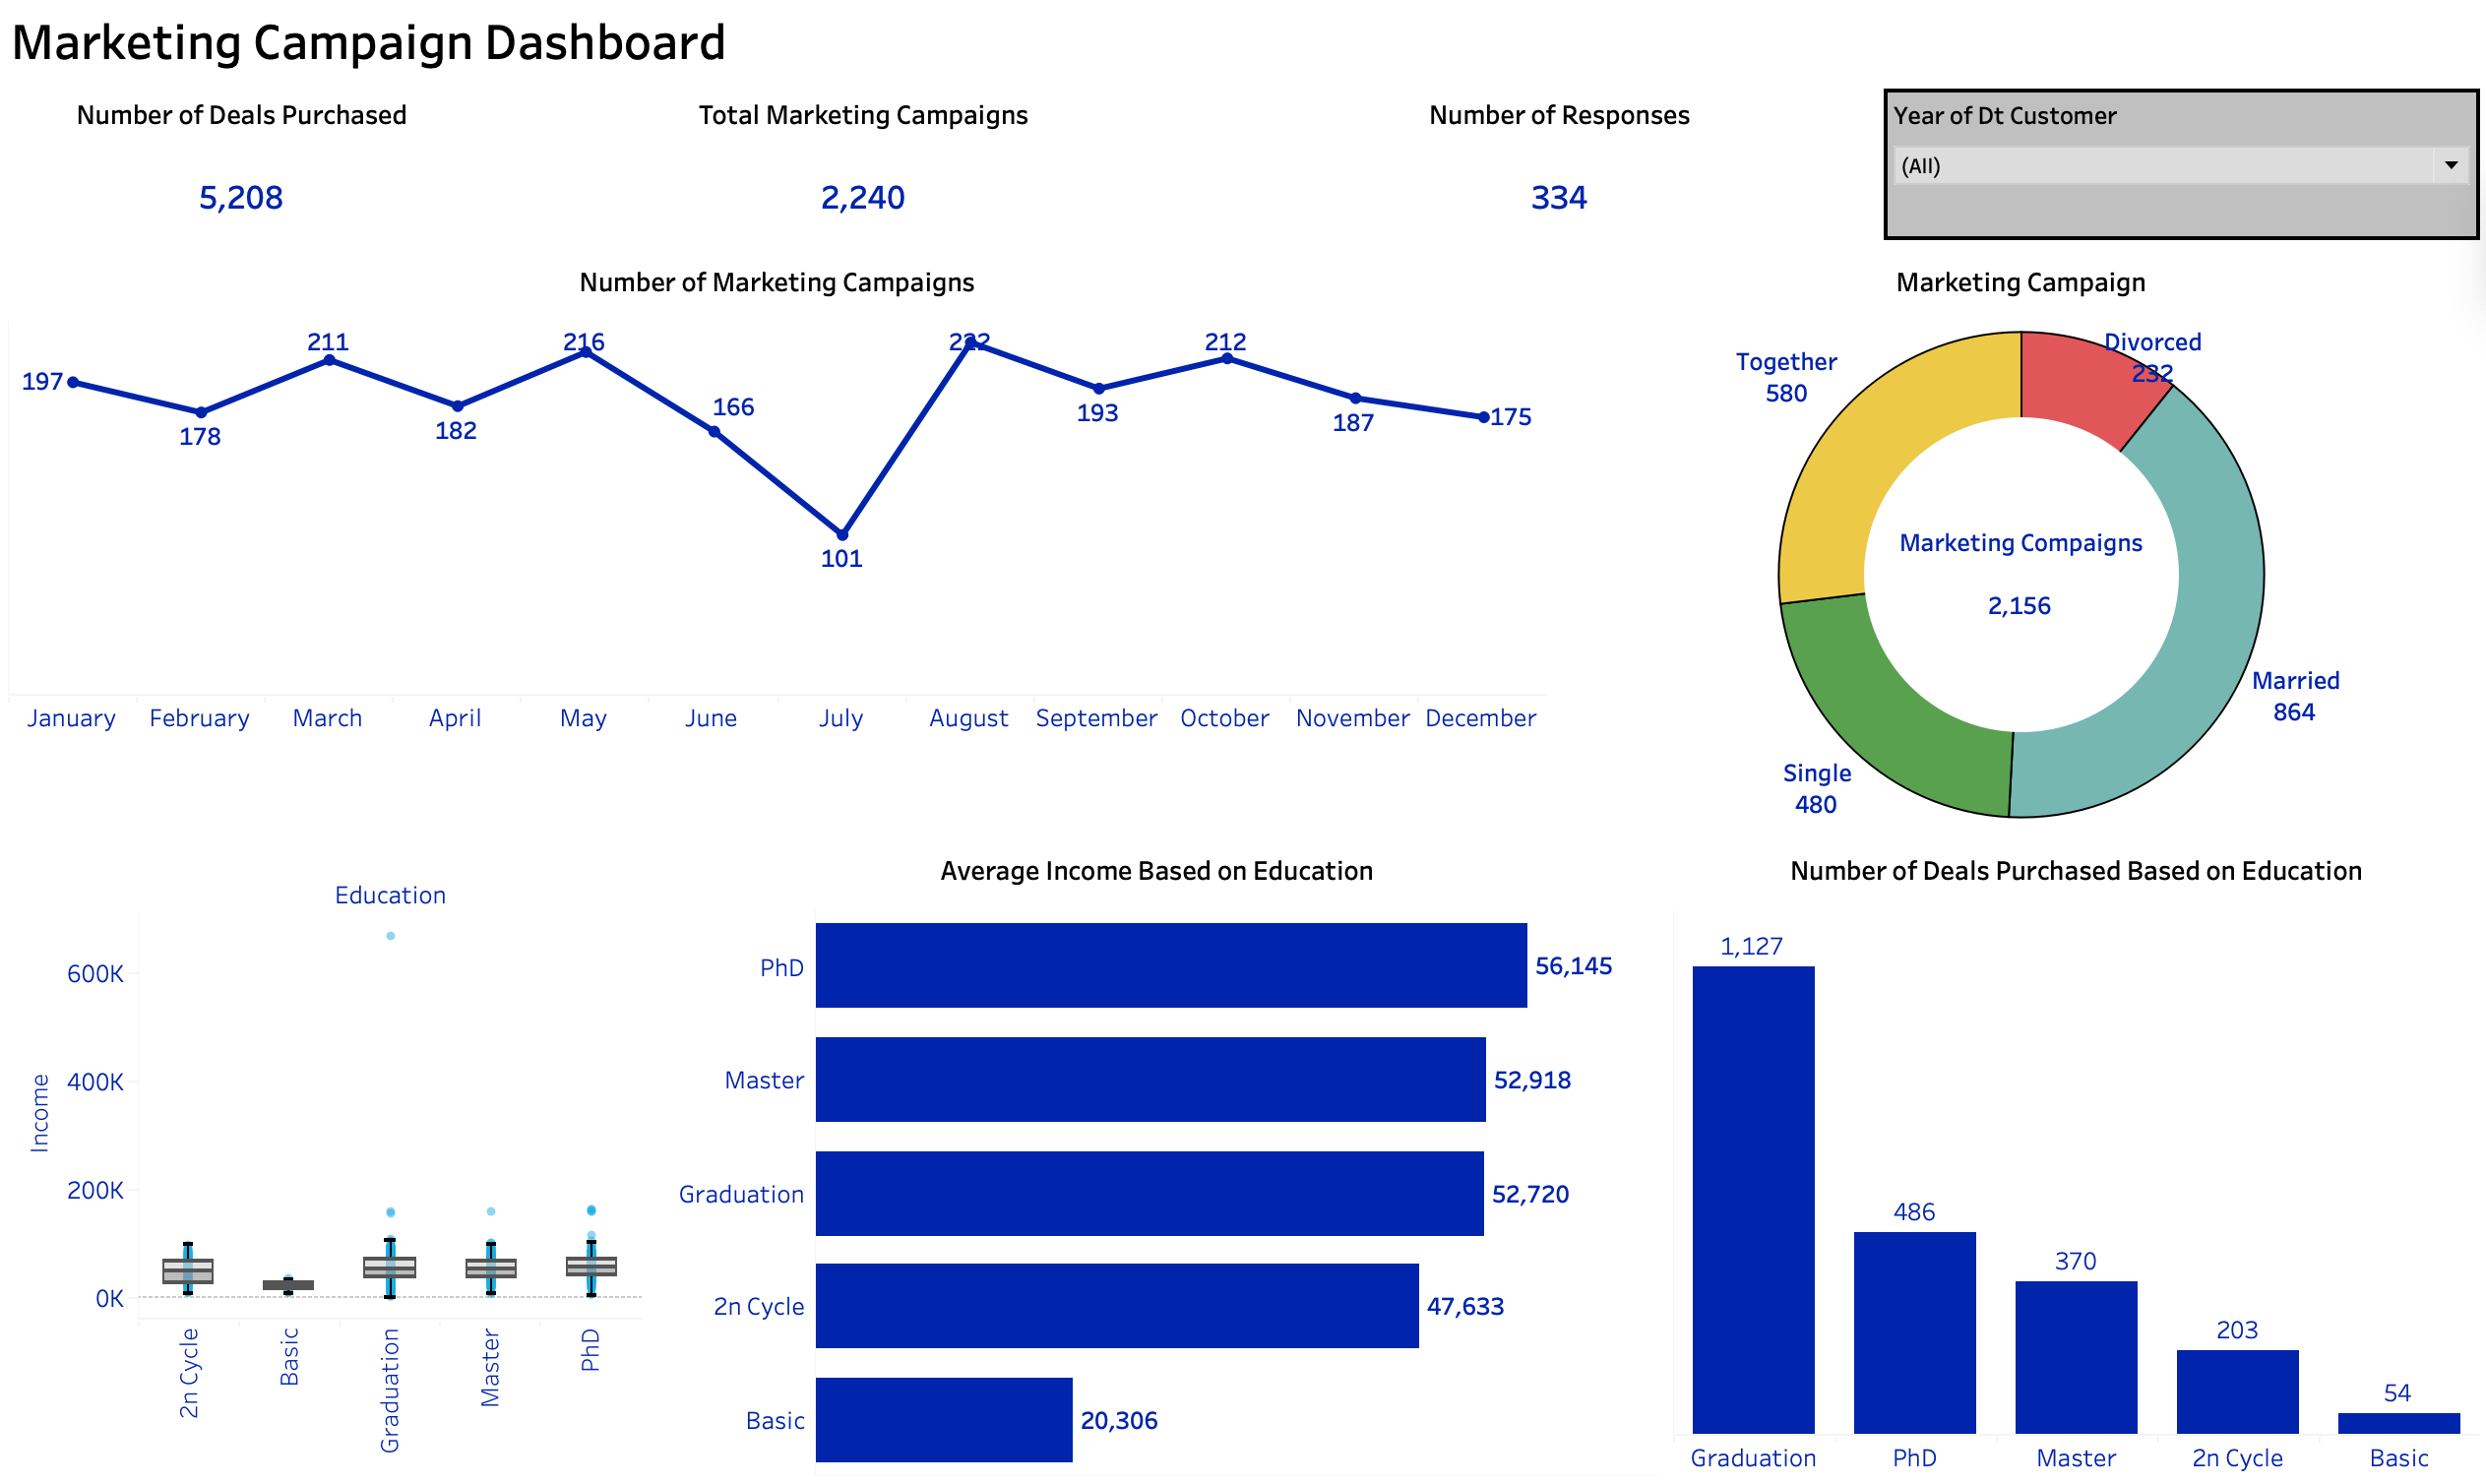 Marketing Campaign Dashboard
Number of Deals Purchased
5,208
Total Marketing Campaigns
2,240
Number of Responses
334
Year of Dt Customer
(All)
Number of Marketing Campaigns
197
178
211
182
216
166
101
222
193
212
187
175
January
February
March
April
May
June
July
August
September
October
November
December
Marketing Campaign
Divorced
232
Together
580
Marketing Compaigns
2,156
Married
864
Single
480
Education
Income
600K
400K
200K
0K
2n Cycle
Basic
Graduation
Master
PhD
Average Income Based on Education
PhD
56,145
Master
52,918
Graduation
52,720
2n Cycle
47,633
Basic
20,306
Number of Deals Purchased Based on Education
1,127
486
370
203
54
Graduation
PhD
Master
2n Cycle
Basic